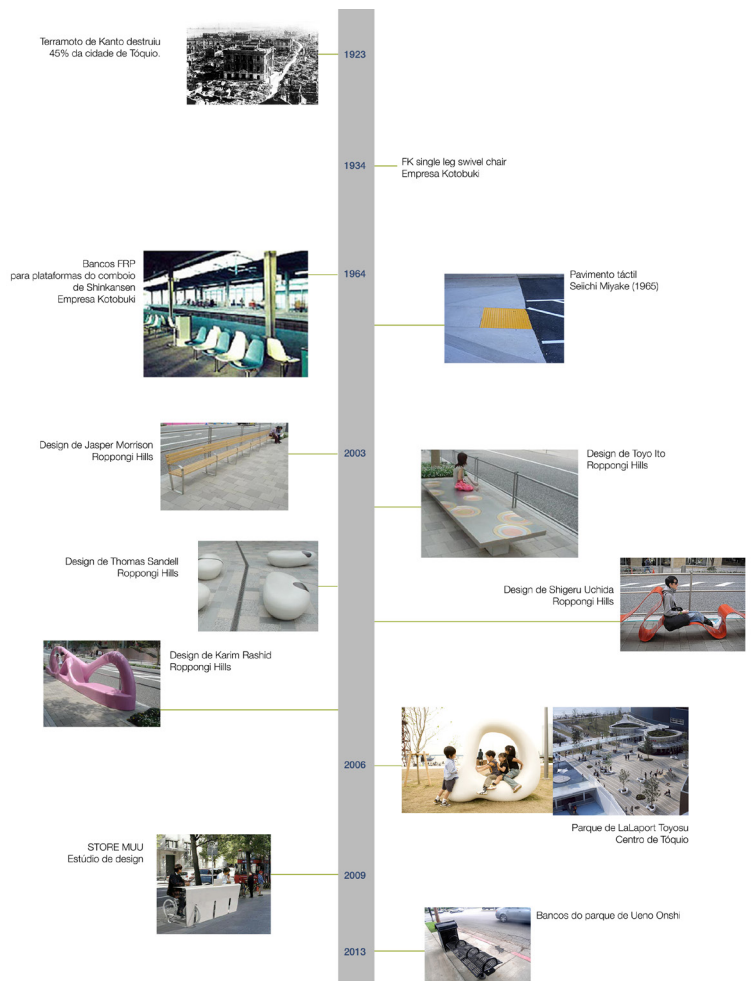 Terramoto de Kanto destruiu
45% da cidade de Tóquio.
1923
1934
FK single leg swivel chair
Empresa Kotobuki
Bancos FRP
para plataformas do comboio
de Shinkansen
Empresa Kotobuki
1964
Pavimento táctil
Seiichi Miyake (1965)
Design de Jasper Morrison
Roppongi Hills
2003
Design de Toyo Ito
Roppongi Hills
Design de Thomas Sandell
Roppongi Hills
Design de Shigeru Uchida
Roppongi Hills
Design de Karim Rashid
Roppongi Hills
2006
Parque de LaLaport Toyosu
Centro de Tóquio
STORE MUU
Estúdio de design
2009
Bancos do parque de Ueno Onshi
2013